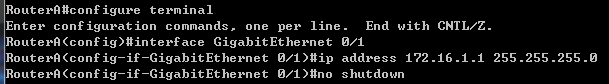 RouterA#configure terminal
Enter configuration commands, one per line.  End with CNTL/Z.
RouterA(config)#interface GigabitEthernet 0/1
RouterA(config-if-GigabitEthernet 0/1)#ip address 172.16.1.1 255.255.255.0
RouterA(config-if-GigabitEthernet 0/1)#no shutdown